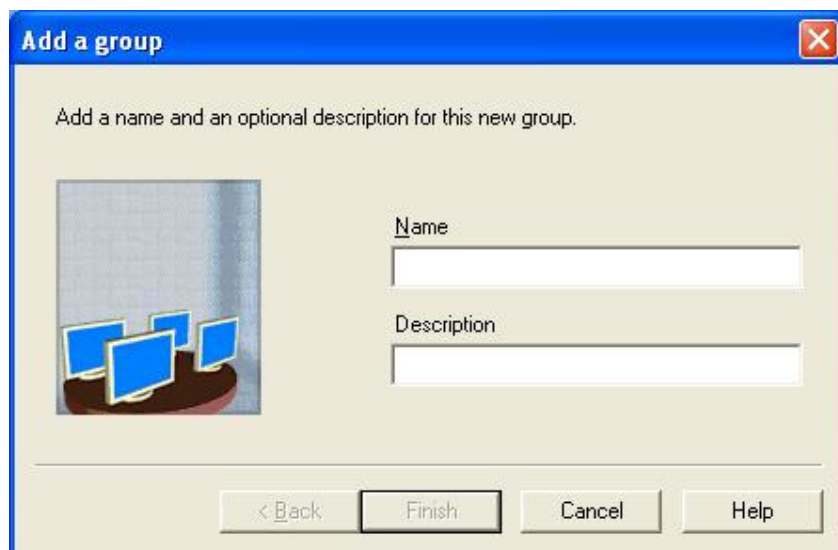 Add a group
Add a name and an optional description for this new group.
Name
Description
< Back Finish Cancel Help